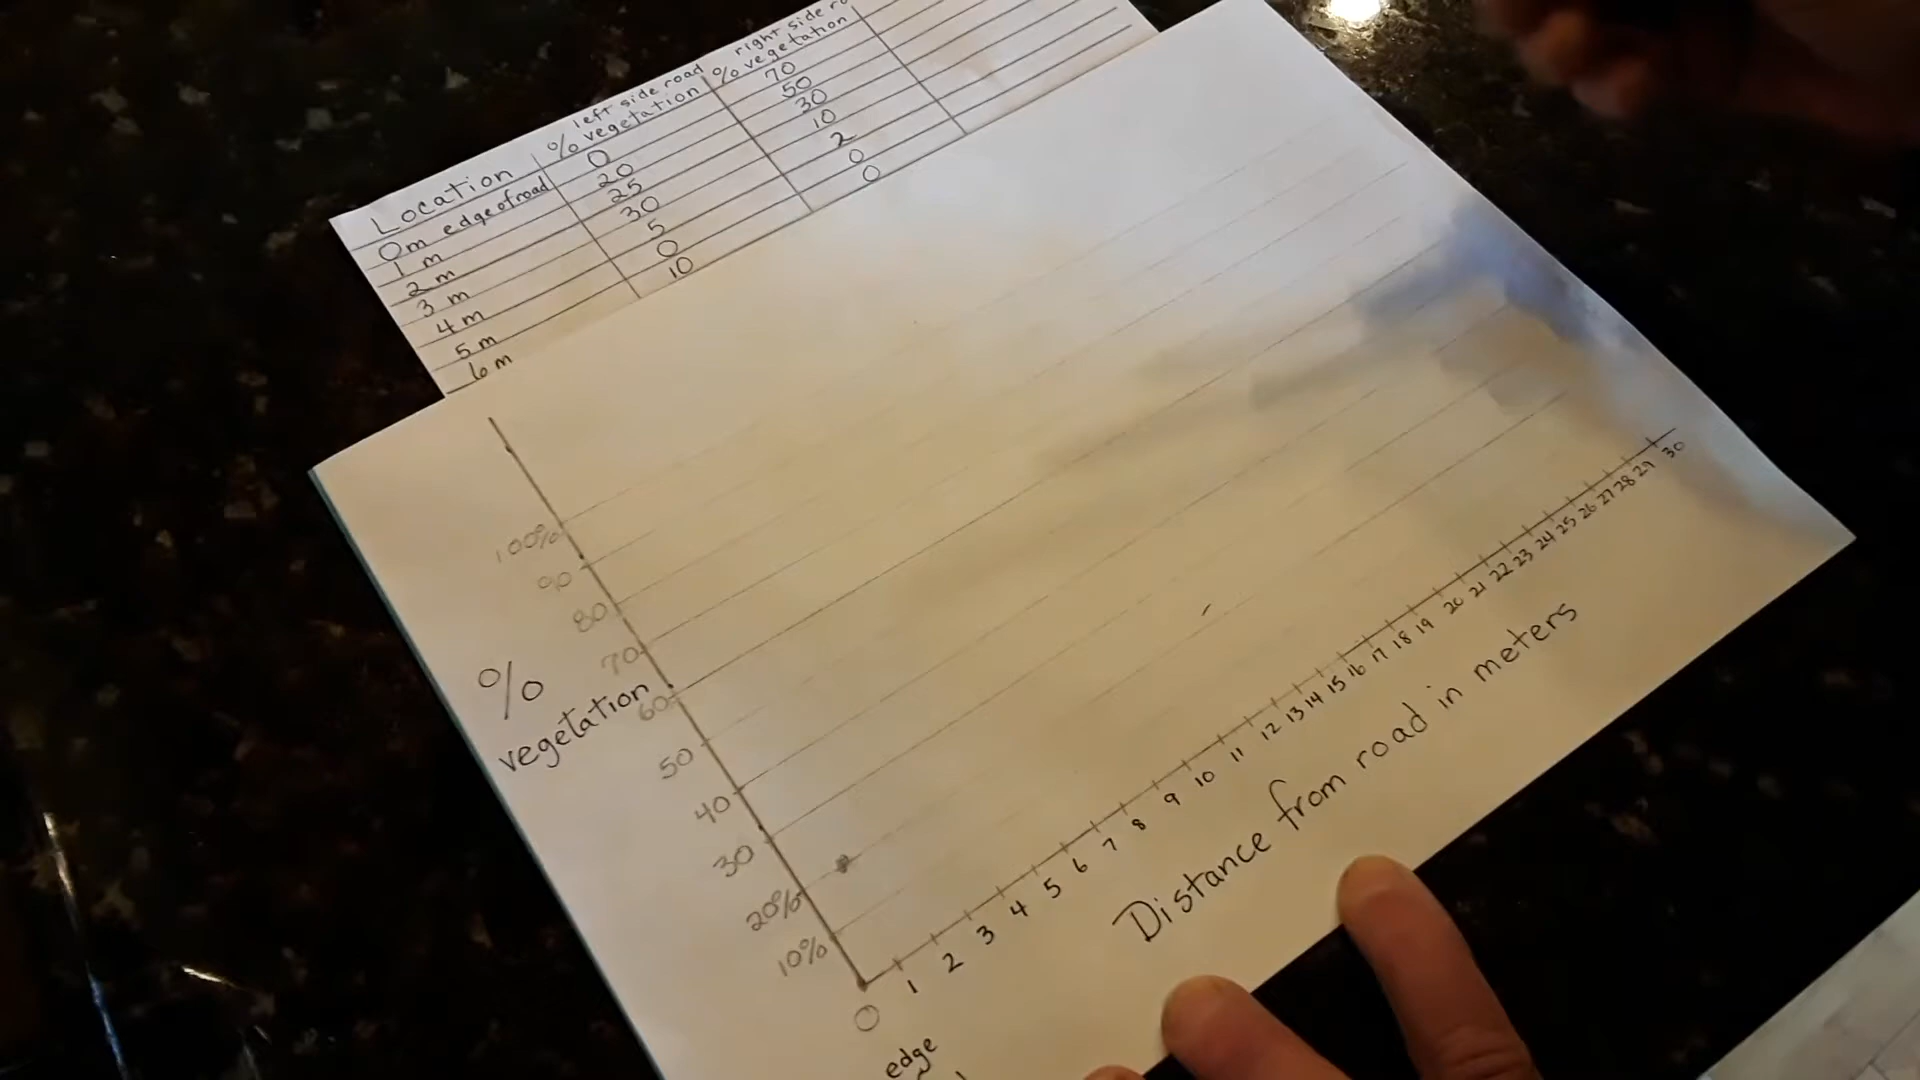 left side road
% vegetation
right side
% vegetation
Location
0m edge of road 0 70
1 m 20 50
2 m 25 30
3 m 30 10
4 m 5 2
5 m 0 0
6 m 10 0
100%
90
80
70
60
50
40
30
20%
10%
%
vegetation
0 1 2 3 4 5 6 7 8 9 10 11 12 13 14 15 16 17 18 19 20 21 22 23 24 25 26 27 28 29 30
edge
Distance from road in meters